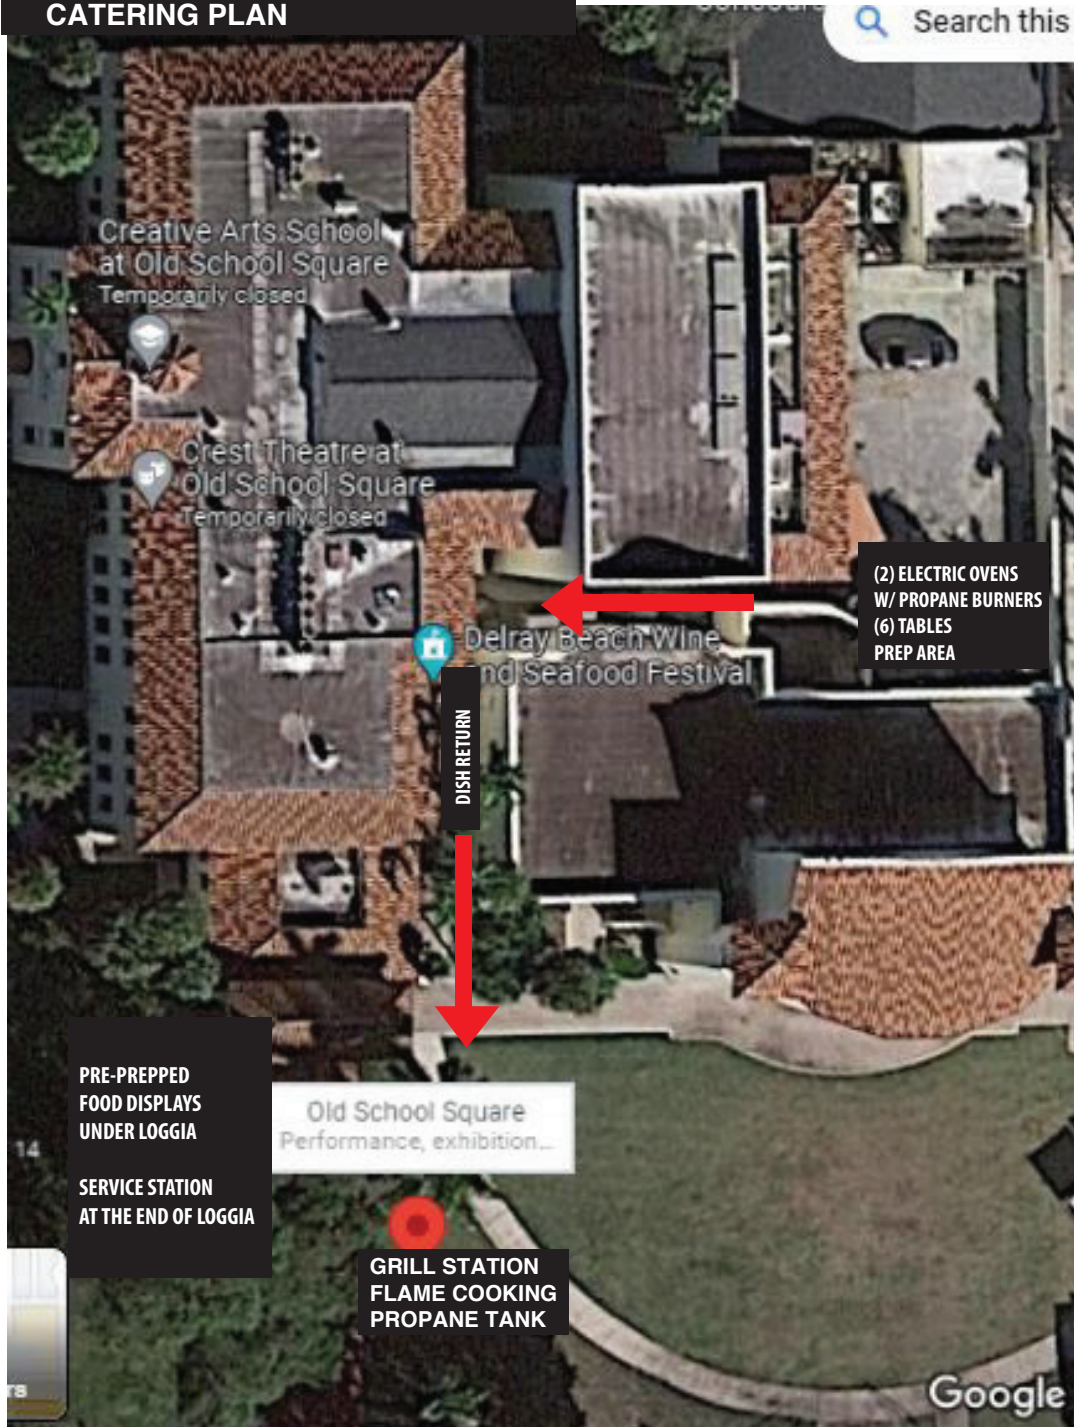 CATERING PLAN
Search this
Creative Arts School
at Old School Square
Temporarily closed
Crest Theatre at
Old School Square
Temporarily closed
(2) ELECTRIC OVENS
W/ PROPANE BURNERS
(6) TABLES
PREP AREA
Delray Beach Wine
and Seafood Festival
DISH RETURN
PRE-PREPPED
FOOD DISPLAYS
UNDER LOGGIA
SERVICE STATION
AT THE END OF LOGGIA
14
Old School Square
Performance, exhibition...
GRILL STATION
FLAME COOKING
PROPANE TANK
rs
Google